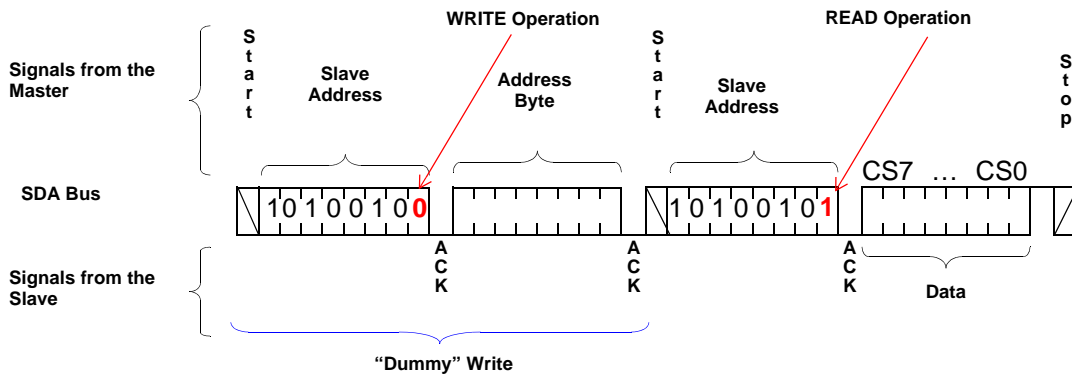 WRITE Operation
READ Operation
Start
Start
Stop
Signals from the
Master
Slave
Address
Address
Byte
Slave
Address
CS7 … CS0
SDA Bus
10100100
10100101
ACK
ACK
ACK
Signals from the
Slave
Data
“Dummy” Write